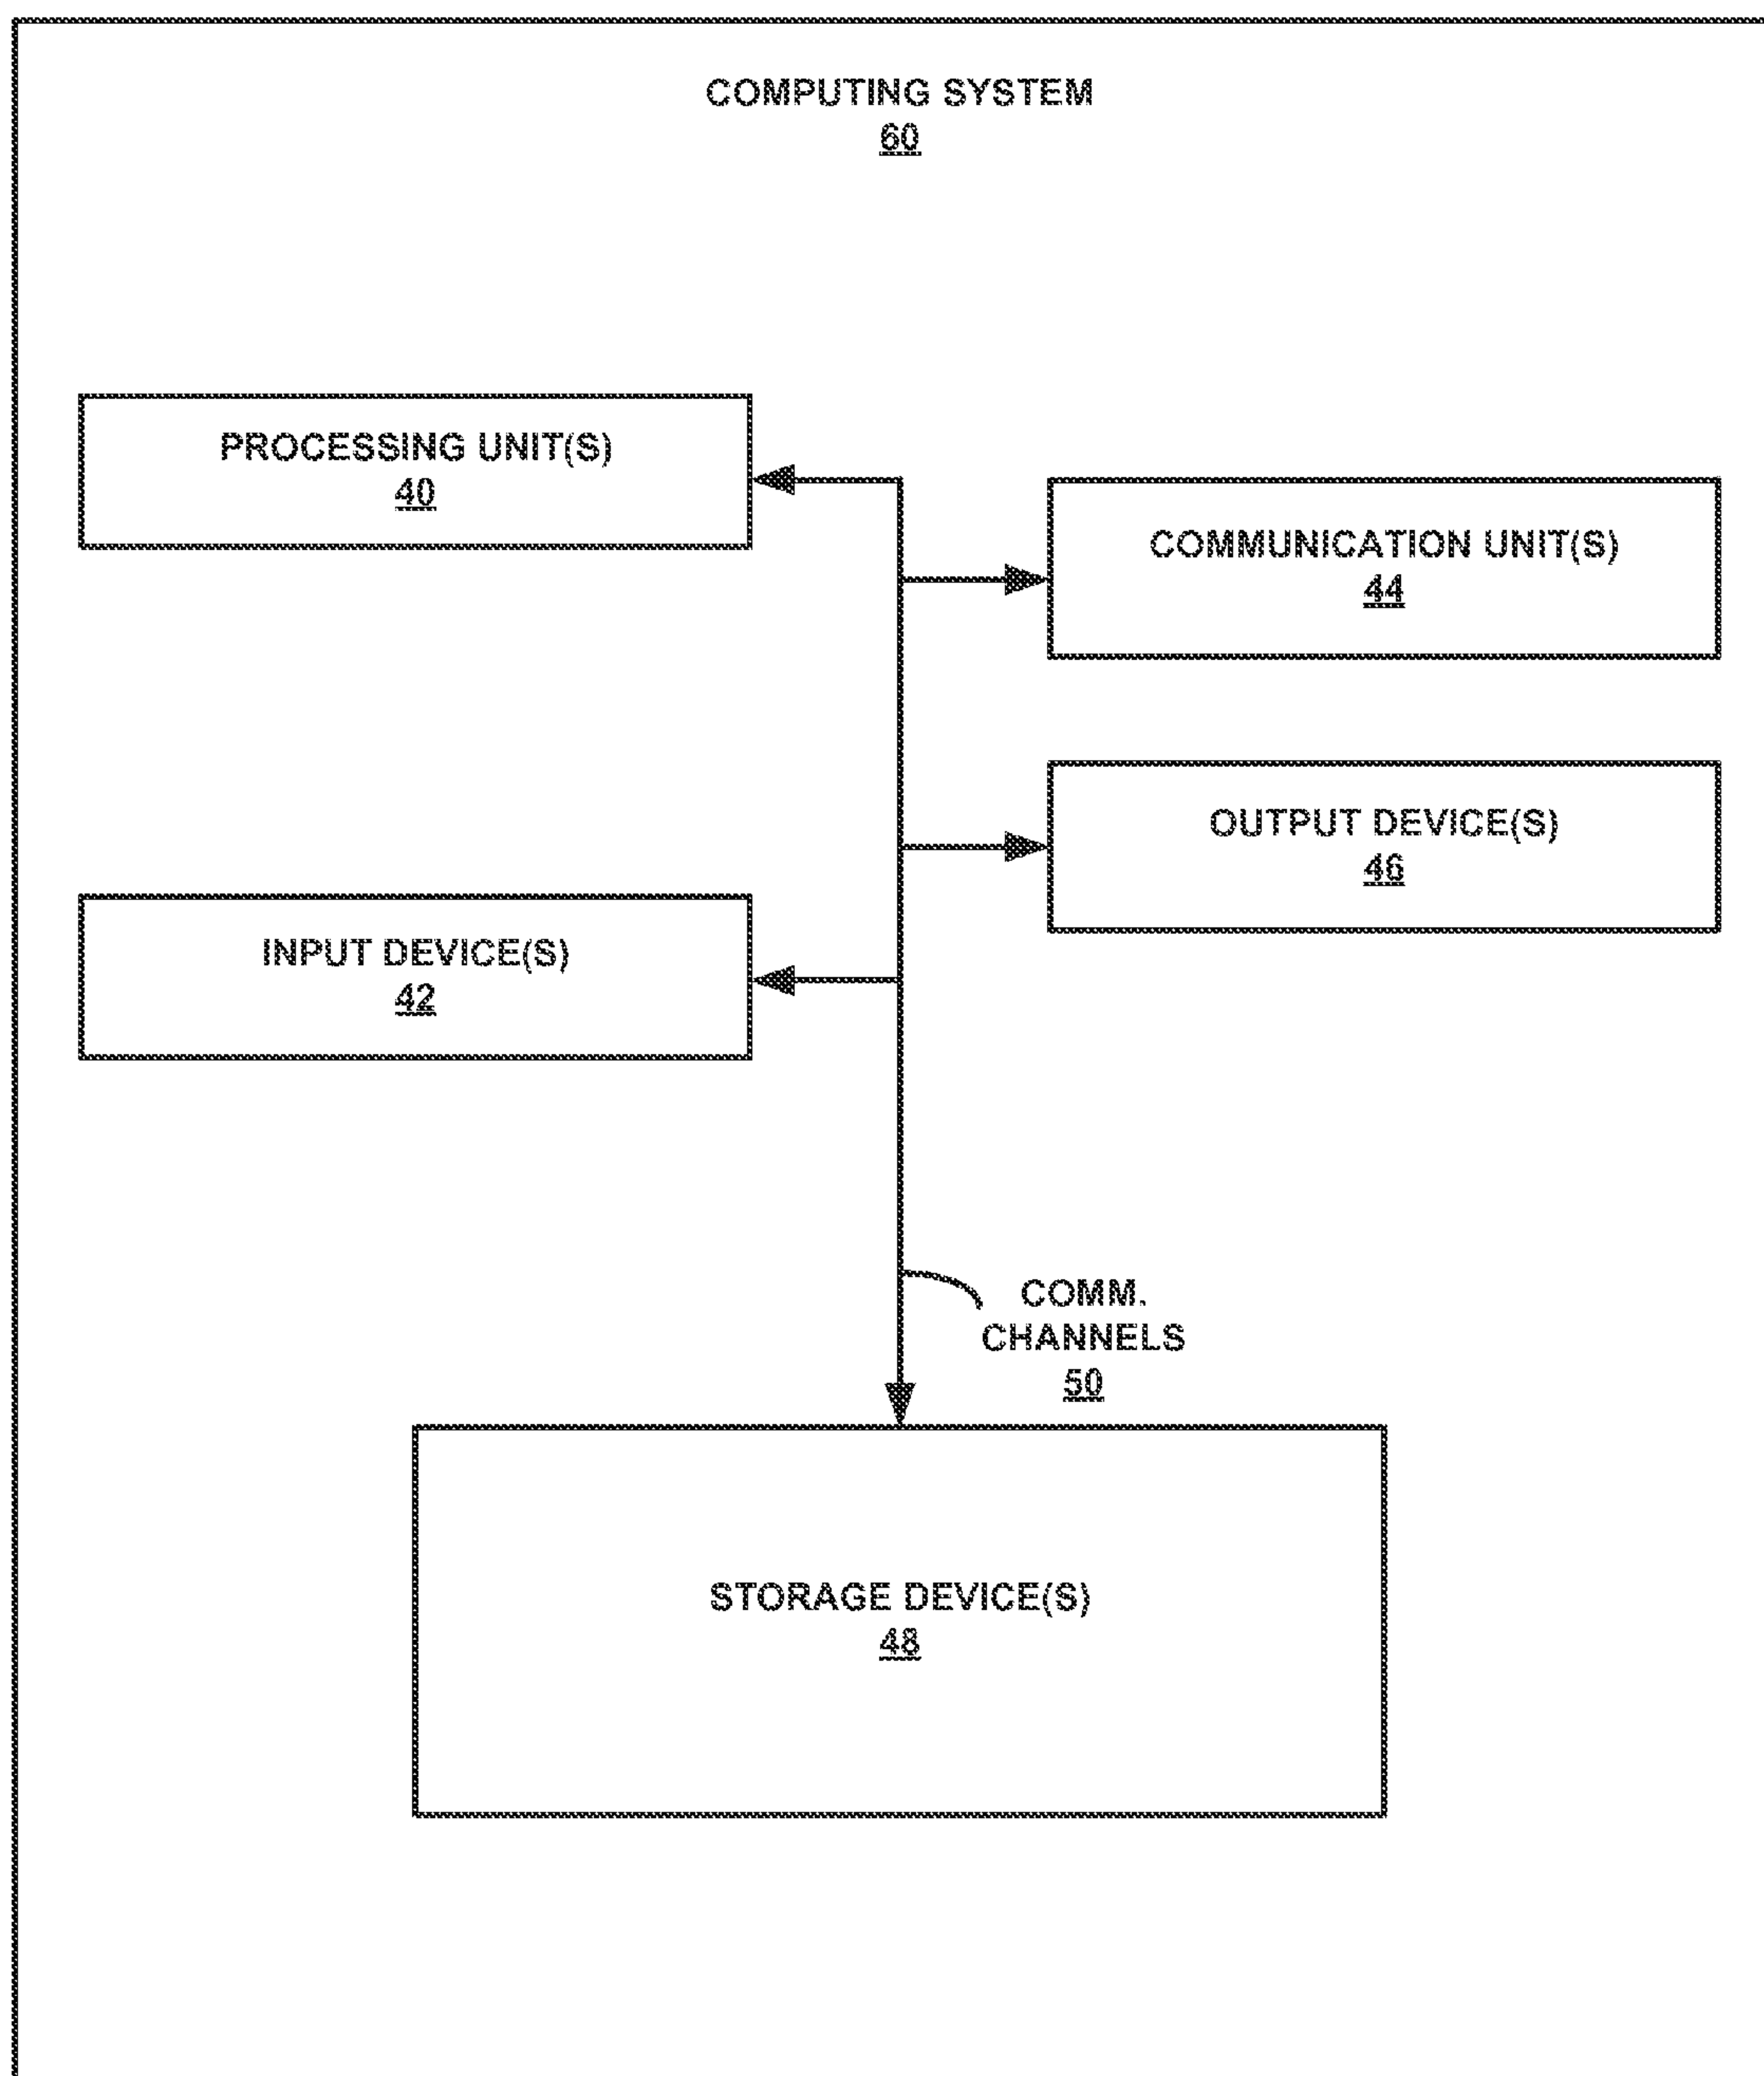 COMPUTING SYSTEM
60
PROCESSING UNIT(S)
40
COMMUNICATION UNIT(S)
44
OUTPUT DEVICE(S)
46
INPUT DEVICE(S)
42
COMM.
CHANNELS
50
STORAGE DEVICE(S)
48